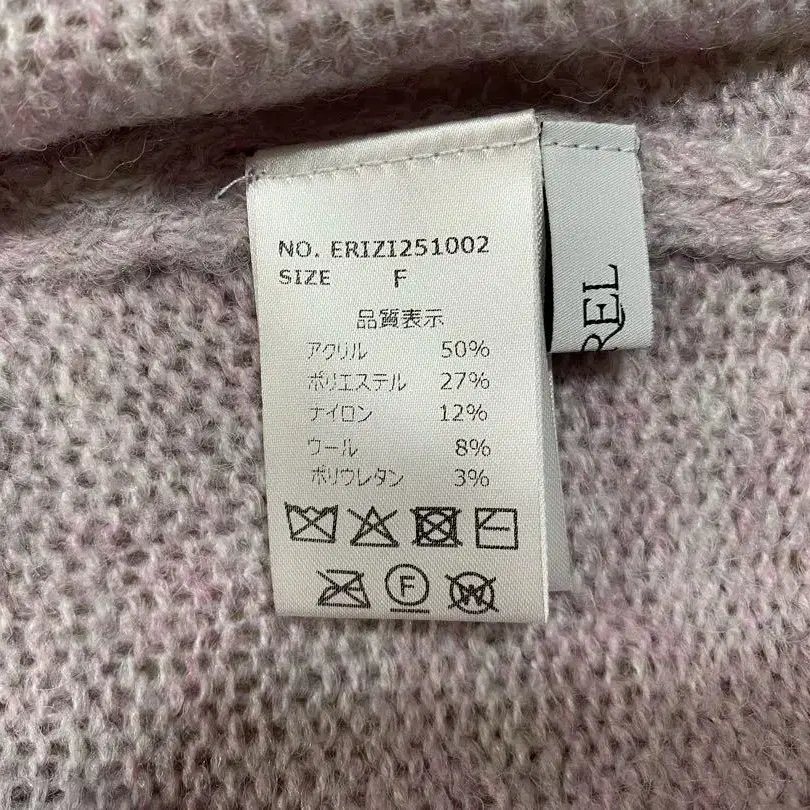 NO. ERIZI251002
SIZE F
品質表示
アクリル 50%
ポリエステル 27%
ナイロン 12%
ウール 8%
ポリウレタン 3%
F
W
REL